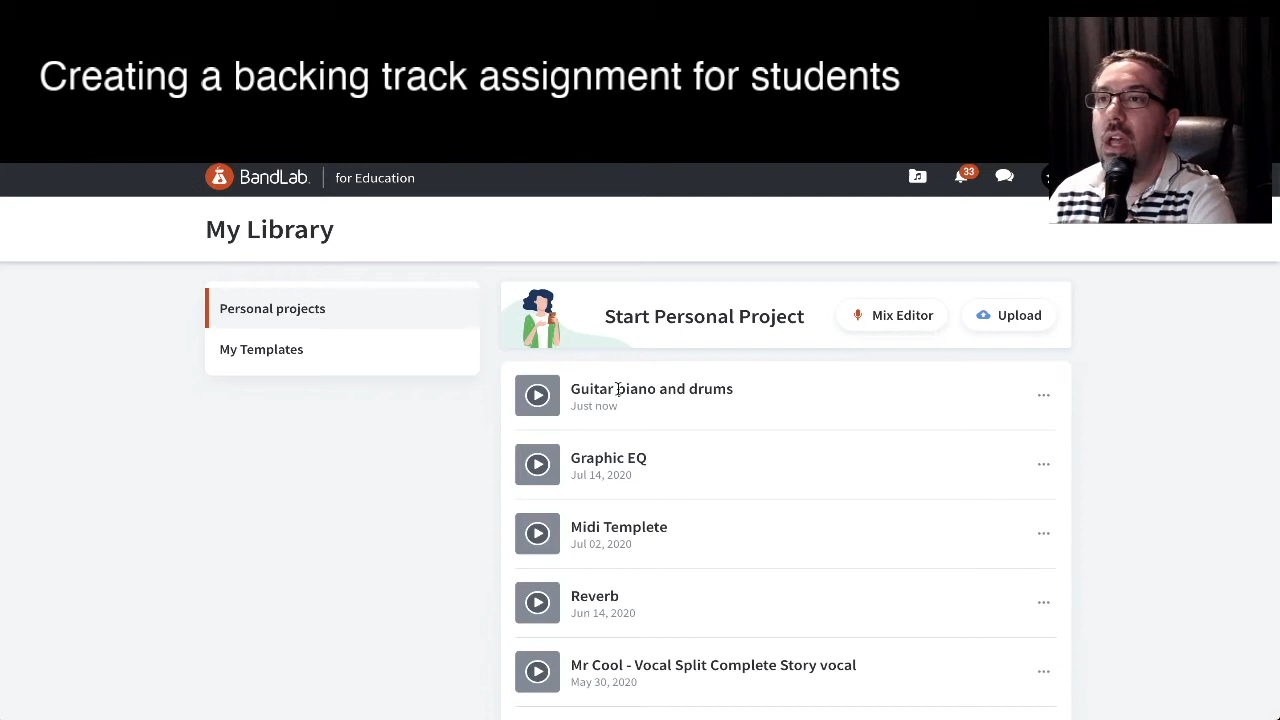 Creating a backing track assignment for students
BandLab for Education
33
My Library
Personal projects
My Templates
Start Personal Project
Mix Editor
Upload
Guitar piano and drums
Just now
Graphic EQ
Jul 14, 2020
Midi Templete
Jul 02, 2020
Reverb
Jun 14, 2020
Mr Cool - Vocal Split Complete Story vocal
May 30, 2020